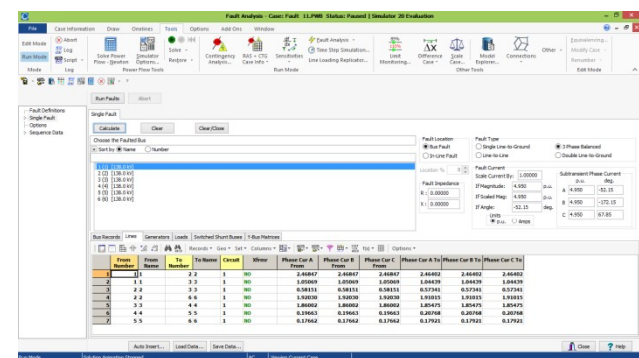 Fault Analysis - Case: Fault 11.PWB Status: Paused | Simulator 20 Evaluation
File Case Information Draw Onelines Tools Options Add Ons Window
Edit Mode
Run Mode
Abort
Log
Script
Solve Power Flow - Newton
Simulator Options...
Solve
Restore
Contingency Analysis...
RAS + CTG Case Info
Sensitivities
Fault Analysis
Time Step Simulation...
Line Loading Replicator...
Limit Monitoring...
Difference Case
Scale Case...
Model Explorer...
Connections
Other
Equivalencing...
Modify Case
Renumber
Mode Log Power Flow Tools Run Mode Other Tools Edit Mode
Run Faults Abort
Fault Definitions
Single Fault
Options
Sequence Data
Single Fault
Calculate Clear Clear/Close
Choose the Faulted Bus
Sort by Name Number
1 (1) [138.0 kV]
2 (2) [138.0 kV]
3 (3) [138.0 kV]
4 (4) [138.0 kV]
5 (5) [138.0 kV]
6 (6) [138.0 kV]
Fault Location
Bus Fault
In-Line Fault
Location %
Fault Impedance
R : 0.00000
X : 0.00000
Fault Type
Single Line-to-Ground 3 Phase Balanced
Line-to-Line Double Line-to-Ground
Fault Current
Scale Current By: 1.00000
If Magnitude: 4.950 p.u.
If Scaled Mag: 4.950 p.u.
If Angle: -52.15 deg.
Units
p.u. Amps
Subtransient Phase Current
p.u. deg.
A 4.950 -52.15
B 4.950 -172.15
C 4.950 67.85
Bus Records Lines Generators Loads Switched Shunt Buses Y-Bus Matrices
Records Geo Set Columns Options
From Number From Name To Number To Name Circuit Xfrmr Phase Cur A From Phase Cur B From Phase Cur C From Phase Cur A To Phase Cur B To Phase Cur C To
1 1 1 2 2 1 NO 2.46847 2.46847 2.46847 2.46402 2.46402 2.46402
2 1 1 3 3 1 NO 1.05069 1.05069 1.05069 1.04439 1.04439 1.04439
3 2 2 3 3 1 NO 0.58151 0.58151 0.58151 0.57341 0.57341 0.57341
4 2 2 6 6 1 NO 1.92030 1.92030 1.92030 1.91015 1.91015 1.91015
5 3 3 4 4 1 NO 1.86002 1.86002 1.86002 1.85475 1.85475 1.85475
6 4 4 5 5 1 NO 0.19663 0.19663 0.19663 0.20768 0.20768 0.20768
7 5 5 6 6 1 NO 0.17662 0.17662 0.17662 0.17921 0.17921 0.17921
Auto Insert... Load Data... Save Data... Close Help
Run Mode Solution Animation Stopped AC Viewing Current Case